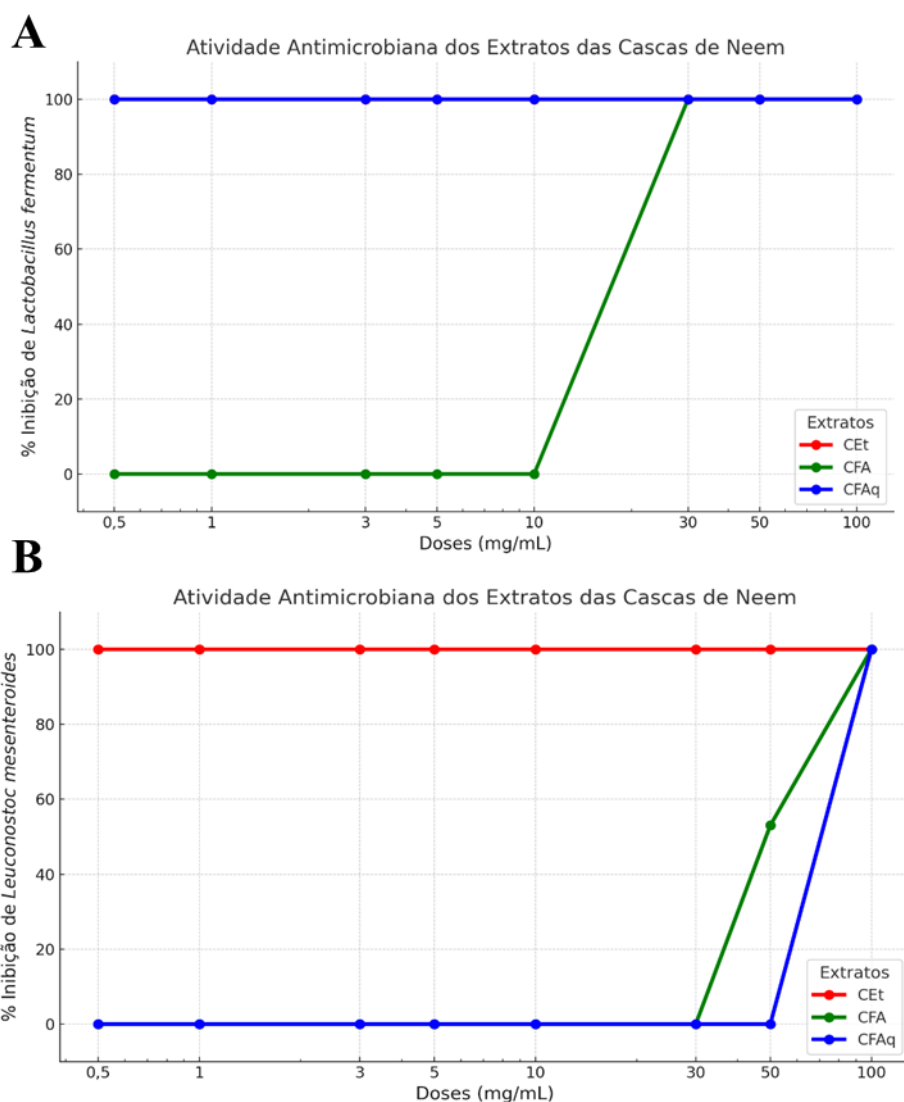 A
Atividade Antimicrobiana dos Extratos das Cascas de Neem
% Inibição de Lactobacillus fermentum
100
80
60
40
20
0
0,5 1 3 5 10 30 50 100
Doses (mg/mL)
Extratos
CEt
CFA
CFAq
B
Atividade Antimicrobiana dos Extratos das Cascas de Neem
% Inibição de Leuconostoc mesenteroides
100
80
60
40
20
0
0,5 1 3 5 10 30 50 100
Doses (mg/mL)
Extratos
CEt
CFA
CFAq